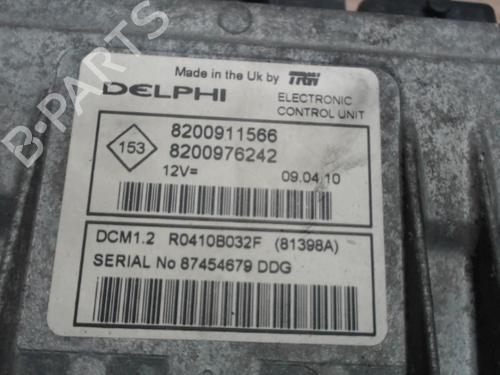 Made in the Uk by TRW
DELPHI
ELECTRONIC
CONTROL UNIT
153
8200911566
8200976242
12V=
09.04.10
DCM1.2 R0410B032F (81398A)
SERIAL No 87454679 DDG
B-Parts